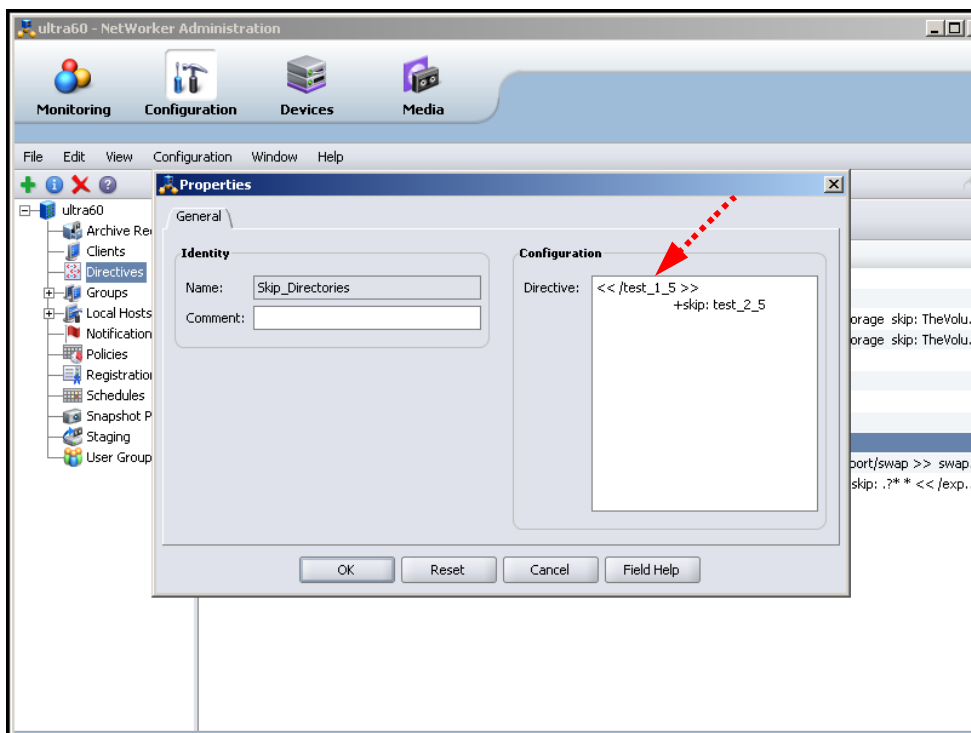 ultra60 - NetWorker Administration
Monitoring Configuration Devices Media
File Edit View Configuration Window Help
Properties
ultra60
Archive Re
Clients
Directives
Groups
Local Hosts
Notification
Policies
Registration
Schedules
Snapshot P
Staging
User Group
General
Identity
Name: Skip_Directories
Comment:
Configuration
Directive: << /test_1_5 >>
+skip: test_2_5
orage skip: TheVolu.
orage skip: TheVolu.
port/swap >> swap.
skip: .?* * << /exp..
OK Reset Cancel Field Help